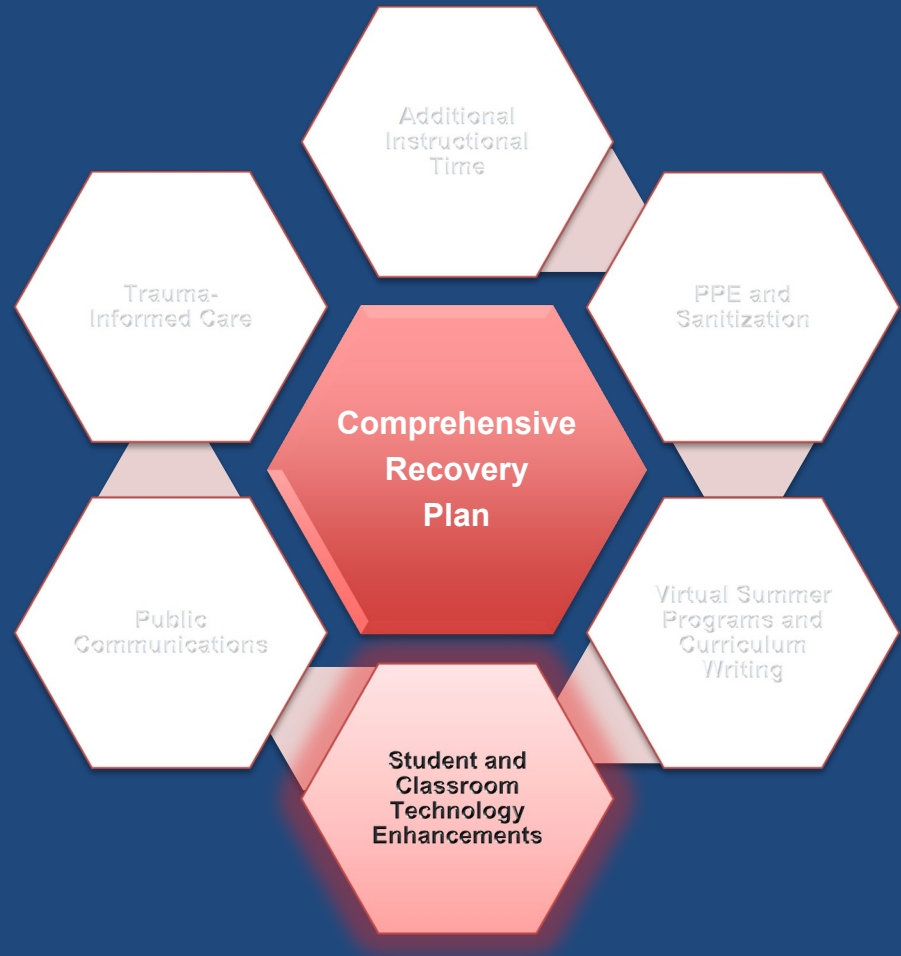 Additional
Instructional
Time
Trauma-
Informed Care
PPE and
Sanitization
Comprehensive
Recovery
Plan
Public
Communications
Virtual Summer
Programs and
Curriculum
Writing
Student and
Classroom
Technology
Enhancements